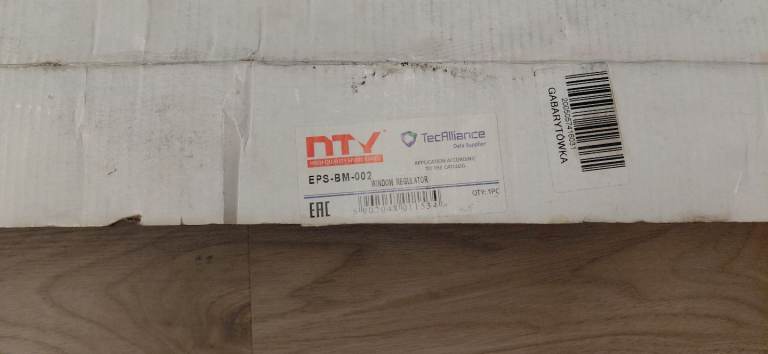 NTY
HIGH QUALITY SPARE PARTS
TecAlliance
Data Supplier
APPLICATION ACCORDING
TO THE CATALOG
EPS-BM-002
WINDOW REGULATOR
QTY: 1PC
EAC
GABARYTÓWKA